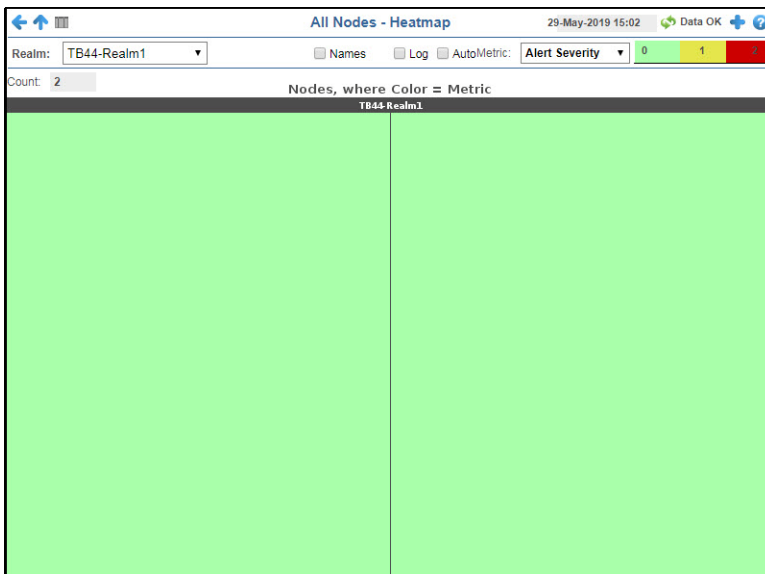 All Nodes - Heatmap 29-May-2019 15:02 Data OK
Realm: TB44-Realm1 Names Log Auto Metric: Alert Severity 0 1 2
Count: 2
Nodes, where Color = Metric
TB44-Realm1